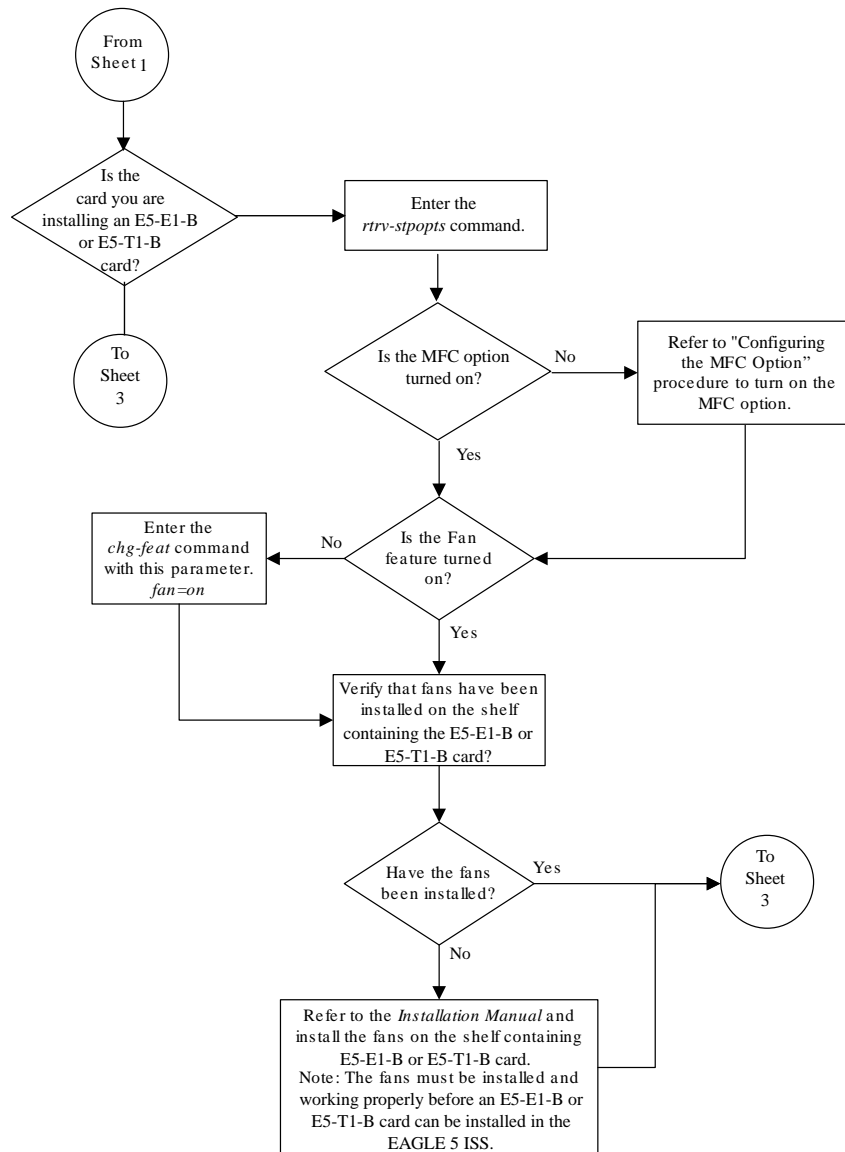 From
Sheet 1
Is the
card you are
installing an E5-E1-B
or E5-T1-B
card?
Enter the
rtrv-stpopts command.
To
Sheet
3
Is the MFC option
turned on?
No
Refer to "Configuring
the MFC Option”
procedure to turn on the
MFC option.
Yes
Enter the
chg-feat command
with this parameter.
fan=on
No
Is the Fan
feature turned
on?
Yes
Verify that fans have been
installed on the shelf
containing the E5-E1-B or
E5-T1-B card?
Have the fans
been installed?
Yes
To
Sheet
3
No
Refer to the Installation Manual and
install the fans on the shelf containing
E5-E1-B or E5-T1-B card.
Note: The fans must be installed and
working properly before an E5-E1-B or
E5-T1-B card can be installed in the
EAGLE 5 ISS.